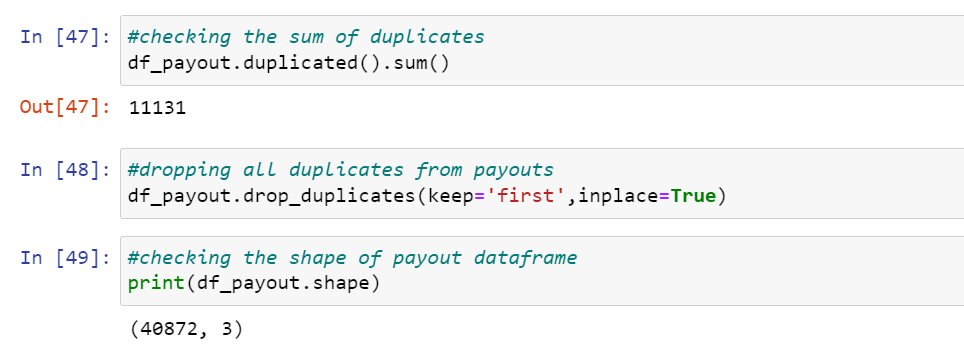 In [47]: #checking the sum of duplicates
df_payout.duplicated().sum()
Out[47]: 11131
In [48]: #dropping all duplicates from payouts
df_payout.drop_duplicates(keep='first',inplace=True)
In [49]: #checking the shape of payout dataframe
print(df_payout.shape)
(40872, 3)